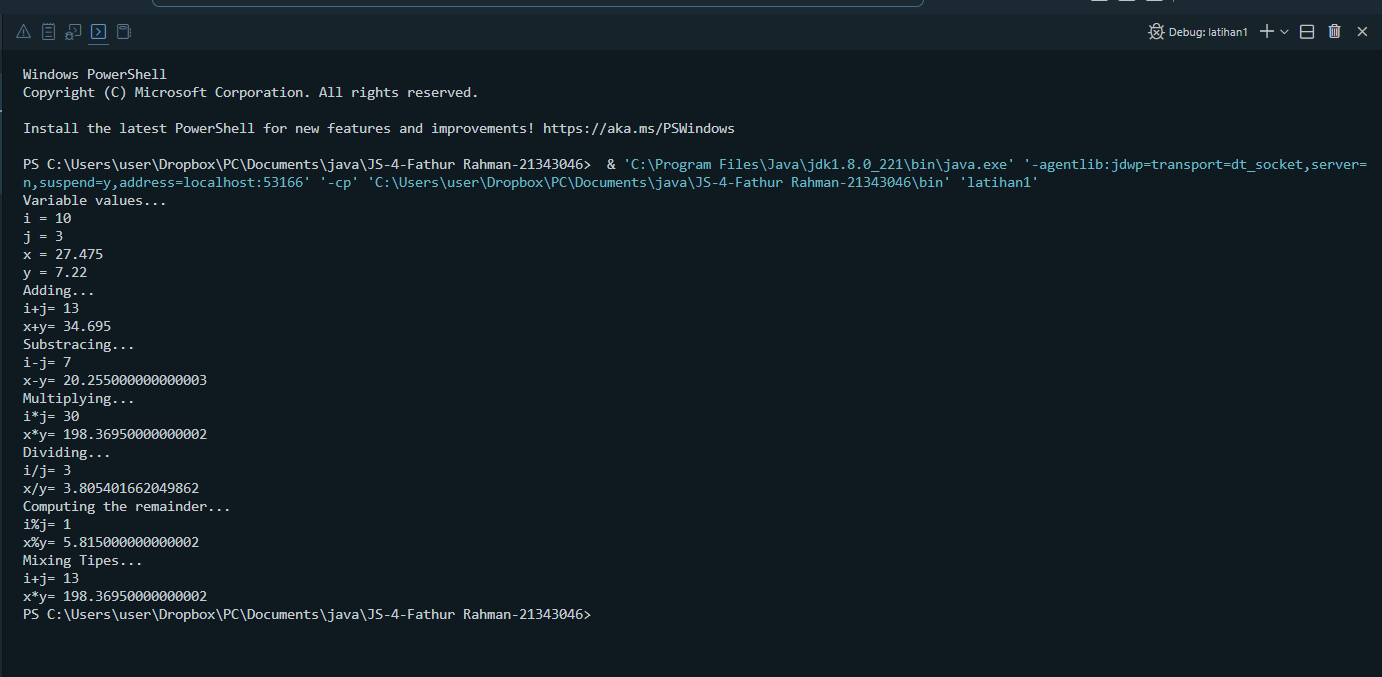 Debug: latihan1
Windows PowerShell
Copyright (C) Microsoft Corporation. All rights reserved.
Install the latest PowerShell for new features and improvements! https://aka.ms/PSWindows
PS C:\Users\user\Dropbox\PC\Documents\java\JS-4-Fathur Rahman-21343046>  & 'C:\Program Files\Java\jdk1.8.0_221\bin\java.exe' '-agentlib:jdwp=transport=dt_socket,server=
n,suspend=y,address=localhost:53166' '-cp' 'C:\Users\user\Dropbox\PC\Documents\java\JS-4-Fathur Rahman-21343046\bin' 'latihan1'
Variable values...
i = 10
j = 3
x = 27.475
y = 7.22
Adding...
i+j= 13
x+y= 34.695
Substracing...
i-j= 7
x-y= 20.255000000000003
Multiplying...
i*j= 30
x*y= 198.36950000000002
Dividing...
i/j= 3
x/y= 3.805401662049862
Computing the remainder...
i%j= 1
x%y= 5.815000000000002
Mixing Tipes...
i+j= 13
x*y= 198.36950000000002
PS C:\Users\user\Dropbox\PC\Documents\java\JS-4-Fathur Rahman-21343046>